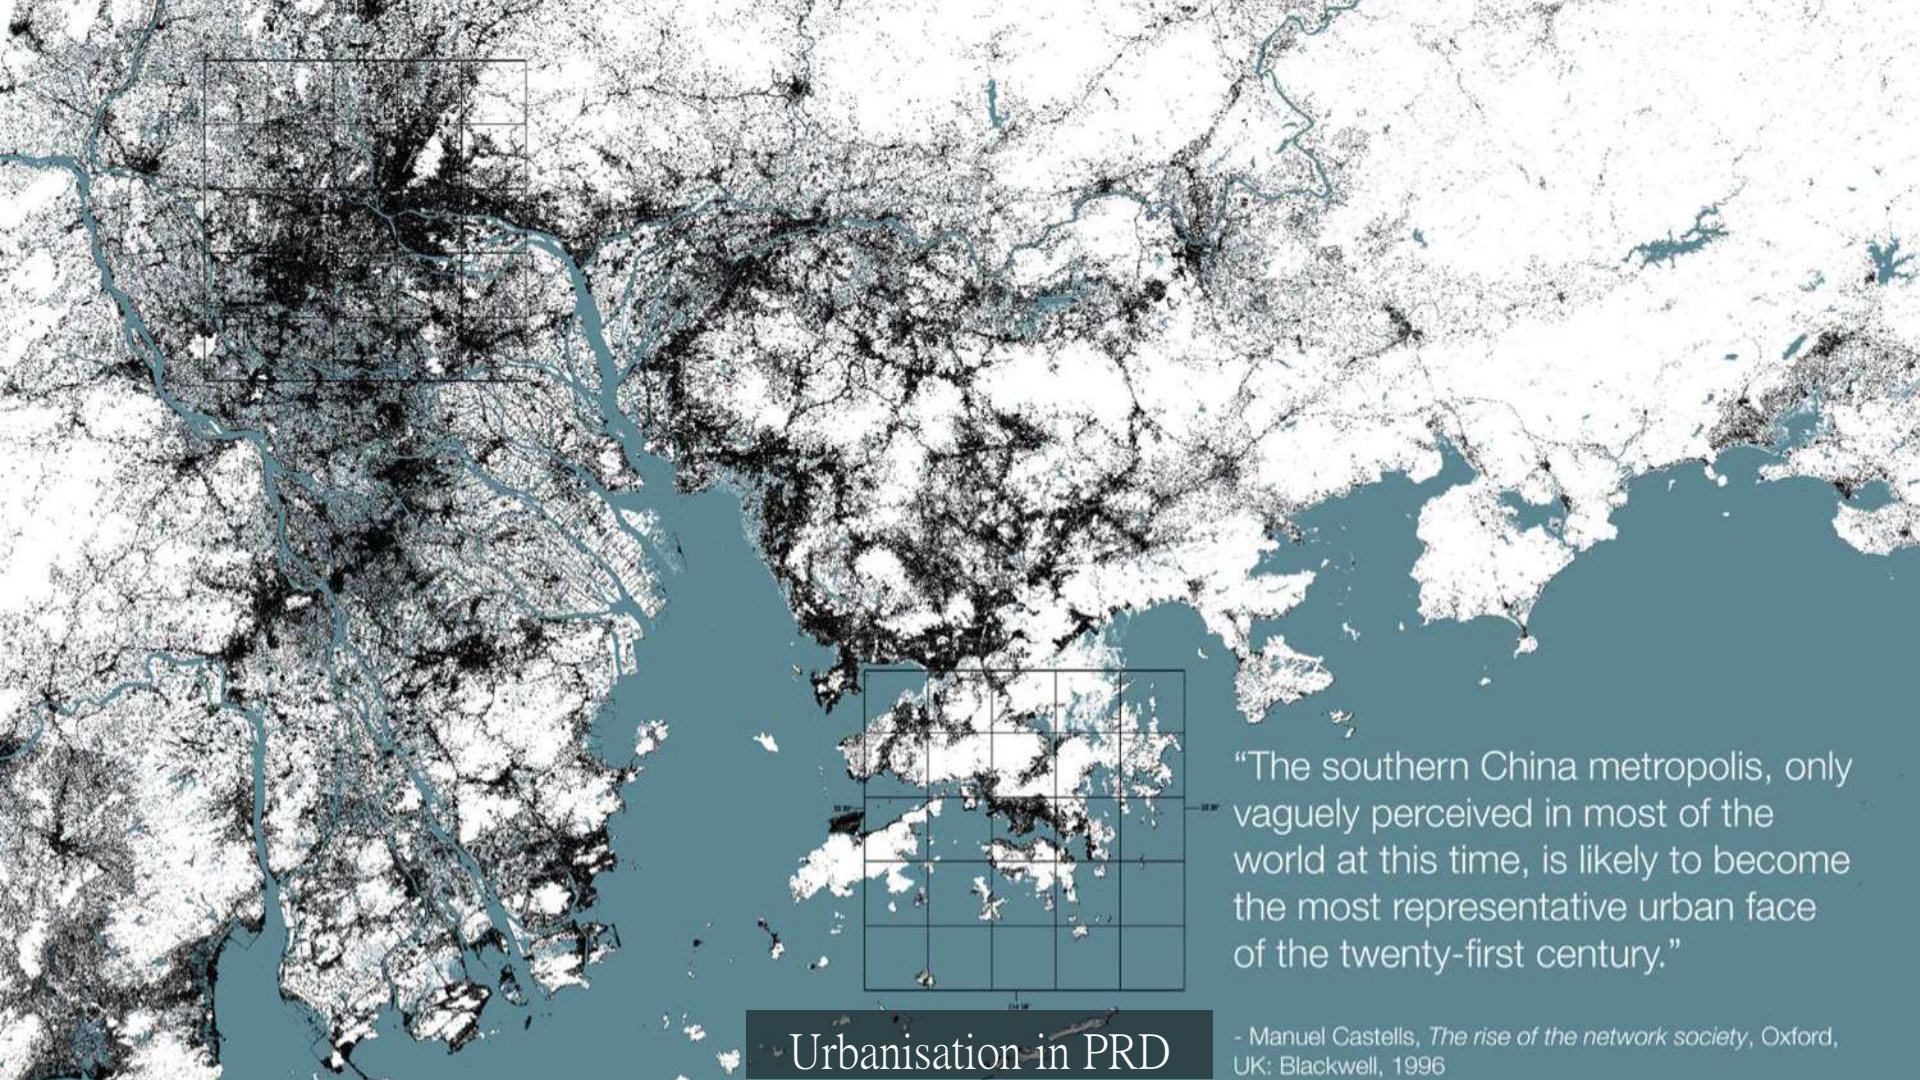 “The southern China metropolis, only
vaguely perceived in most of the
world at this time, is likely to become
the most representative urban face
of the twenty-first century.”
- Manuel Castells, The rise of the network society, Oxford,
UK: Blackwell, 1996
Urbanisation in PRD